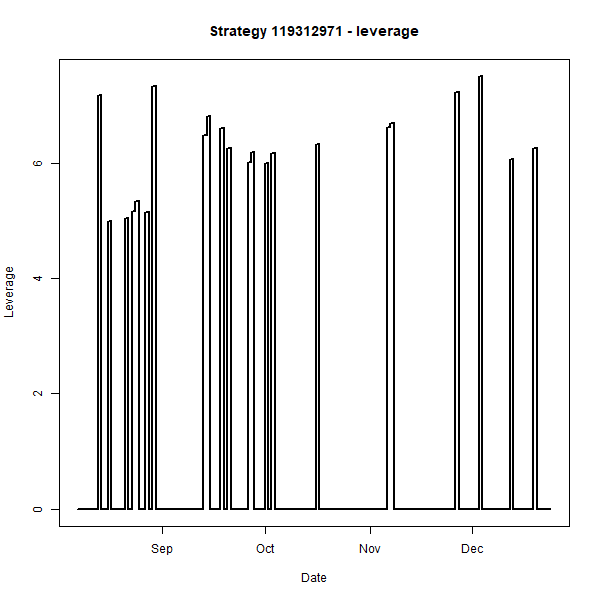 Strategy 119312971 - leverage
Leverage
6
4
2
0
Sep Oct Nov Dec
Date